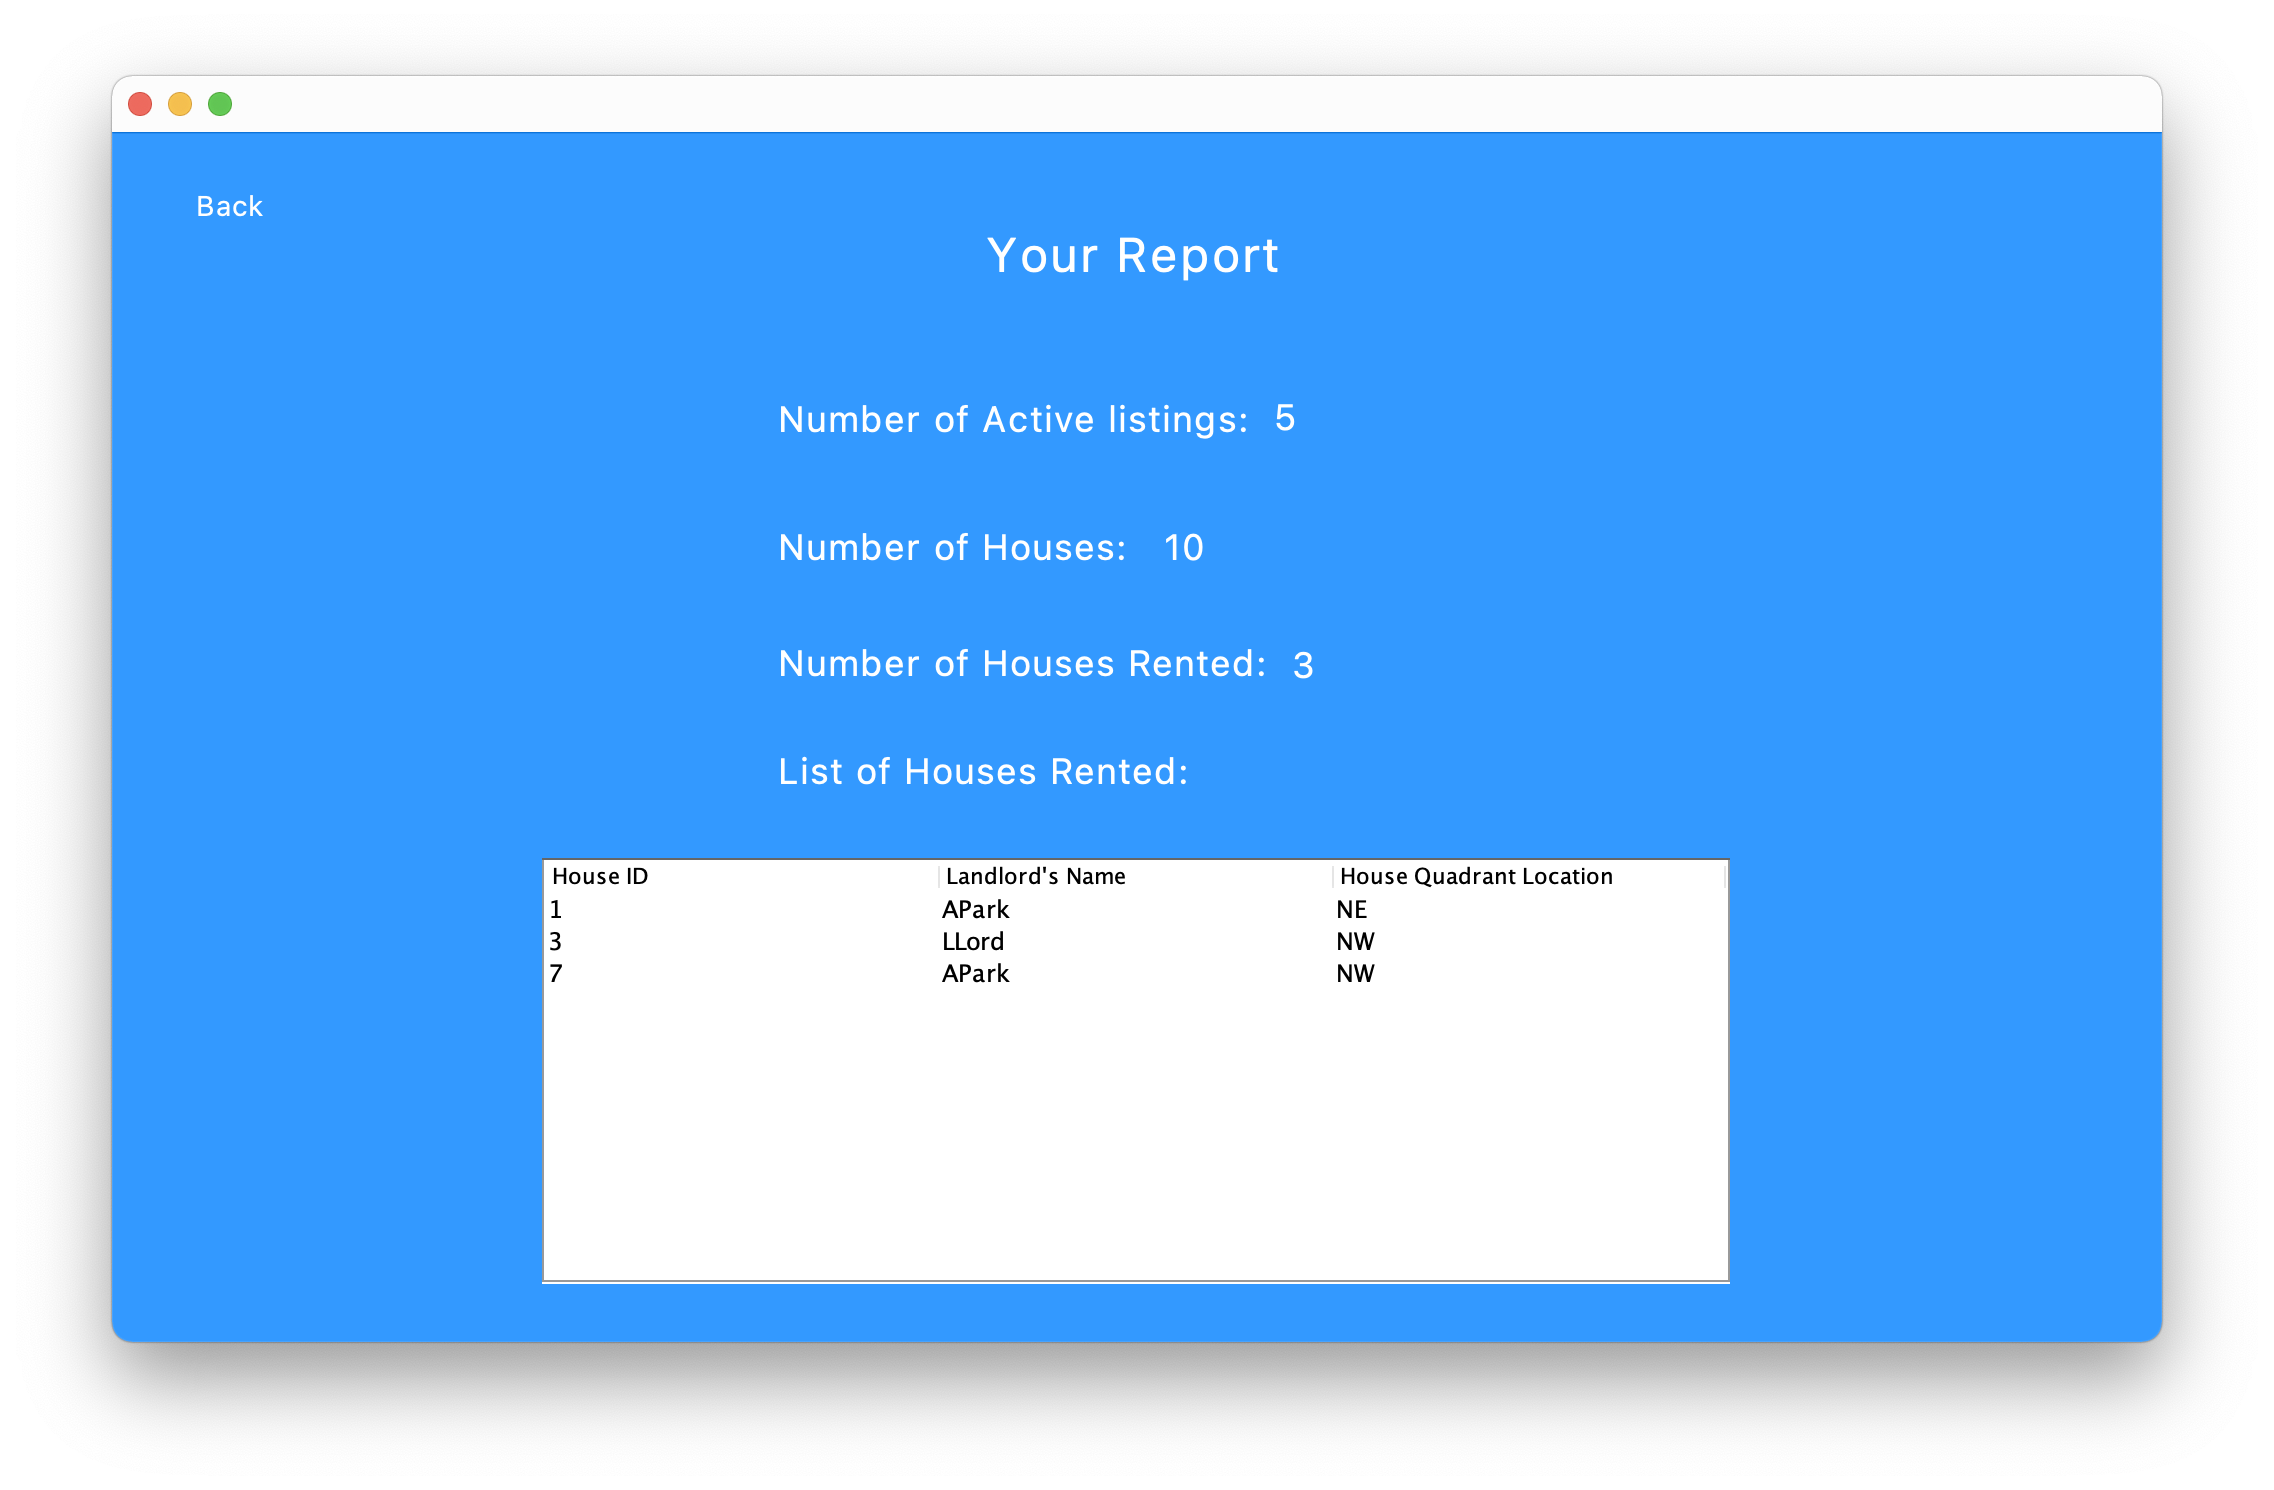 Back
Your Report
Number of Active listings: 5
Number of Houses: 10
Number of Houses Rented: 3
List of Houses Rented:
House ID Landlord's Name House Quadrant Location
1 APark NE
3 LLord NW
7 APark NW